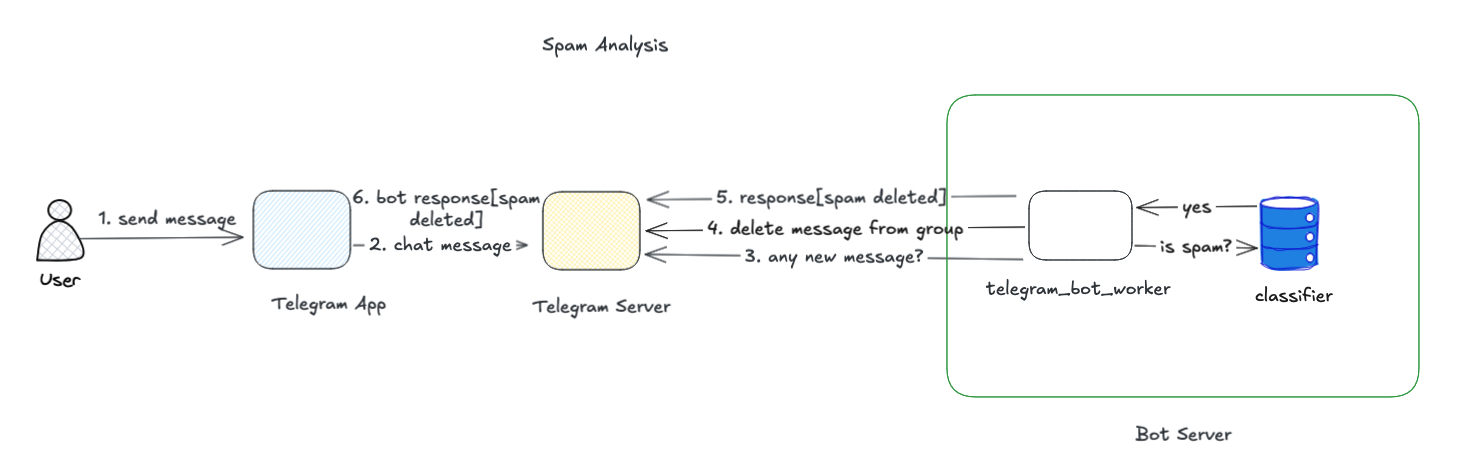 Spam Analysis
1. send message
User
Telegram App
6. bot response[spam
deleted]
2. chat message
Telegram Server
5. response[spam deleted]
4. delete message from group
3. any new message?
telegram_bot_worker
yes
is spam?
classifier
Bot Server